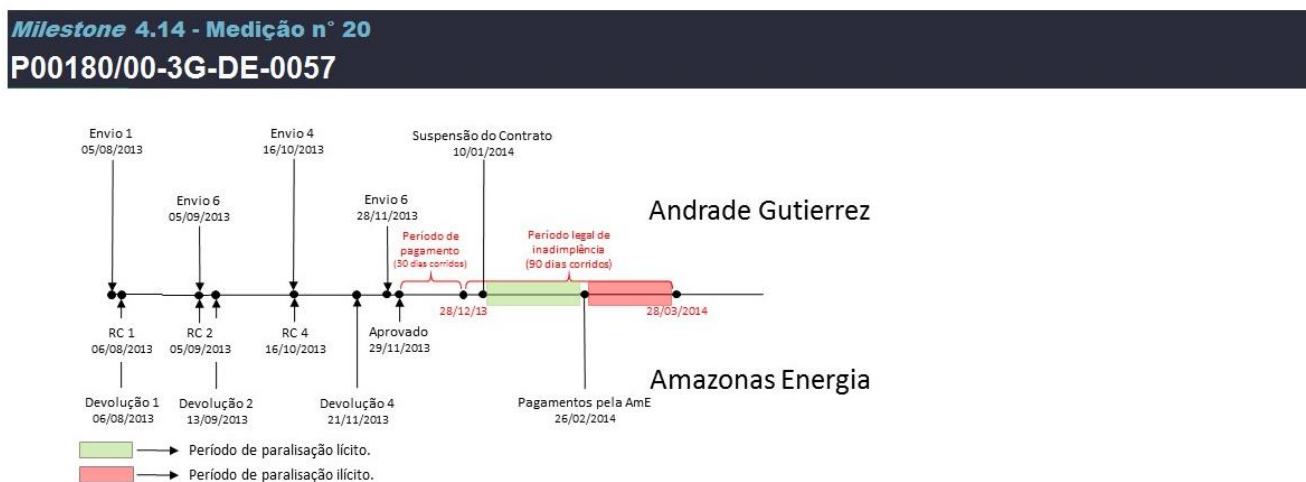 Milestone 4.14 - Medição n° 20
P00180/00-3G-DE-0057
Envio 1
05/08/2013
Envio 4
16/10/2013
Suspensão do Contrato
10/01/2014
Envio 6
05/09/2013
Envio 6
28/11/2013
Andrade Gutierrez
Período de
pagamento
(30 dias corridos)
Período legal de
inadimplência
(90 dias corridos)
28/12/13
28/03/2014
RC 1
06/08/2013
RC 2
05/09/2013
RC 4
16/10/2013
Aprovado
29/11/2013
Amazonas Energia
Devolução 1
06/08/2013
Devolução 2
13/09/2013
Devolução 4
21/11/2013
Pagamentos pela AmE
26/02/2014
Período de paralisação lícito.
Período de paralisação ilícito.